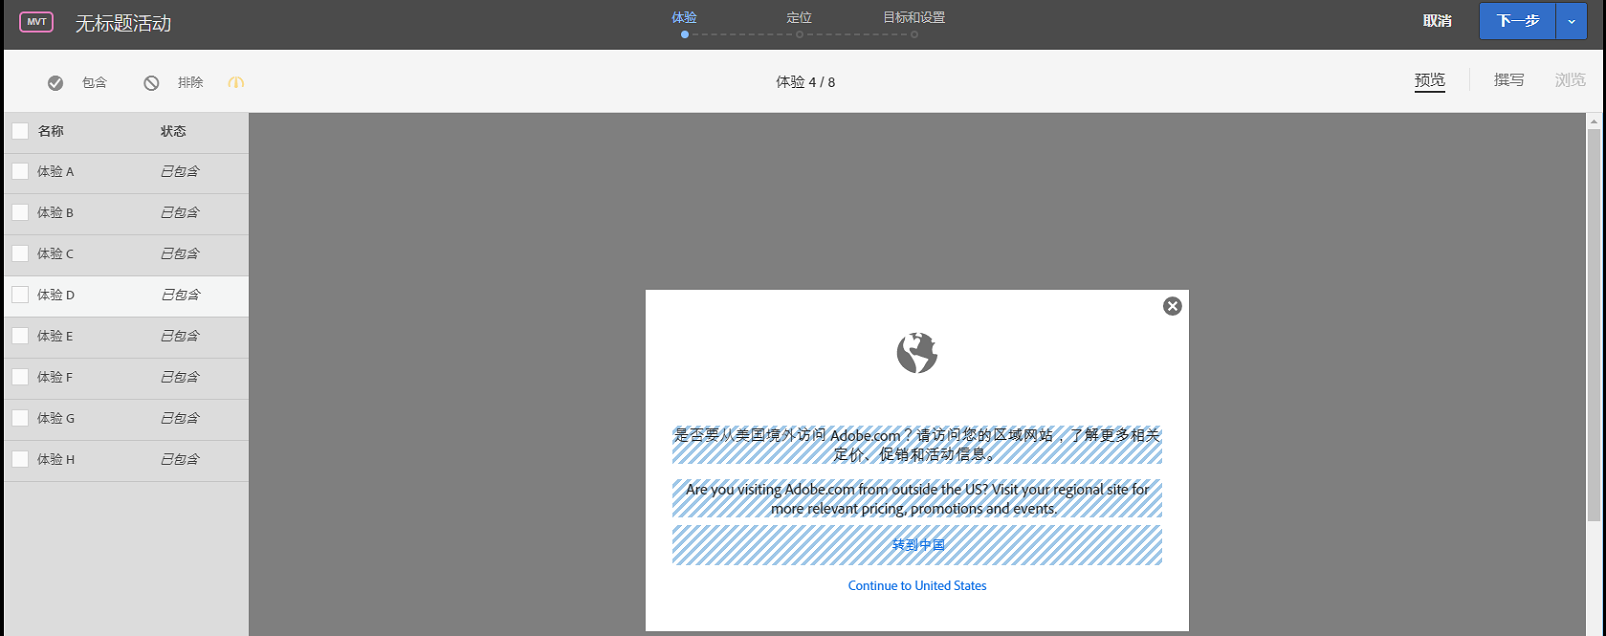 MVT 无标题活动 体验 定位 目标和设置 取消 下一步
包含 排除 体验 4 / 8 预览 撰写 浏览
名称 状态
体验 A 已包含
体验 B 已包含
体验 C 已包含
体验 D 已包含
体验 E 已包含
体验 F 已包含
体验 G 已包含
体验 H 已包含
是否要从美国境外访问 Adobe.com？请访问您的区域网站，了解更多相关
定价、促销和活动信息。
Are you visiting Adobe.com from outside the US? Visit your regional site for
more relevant pricing, promotions and events.
转到中国
Continue to United States